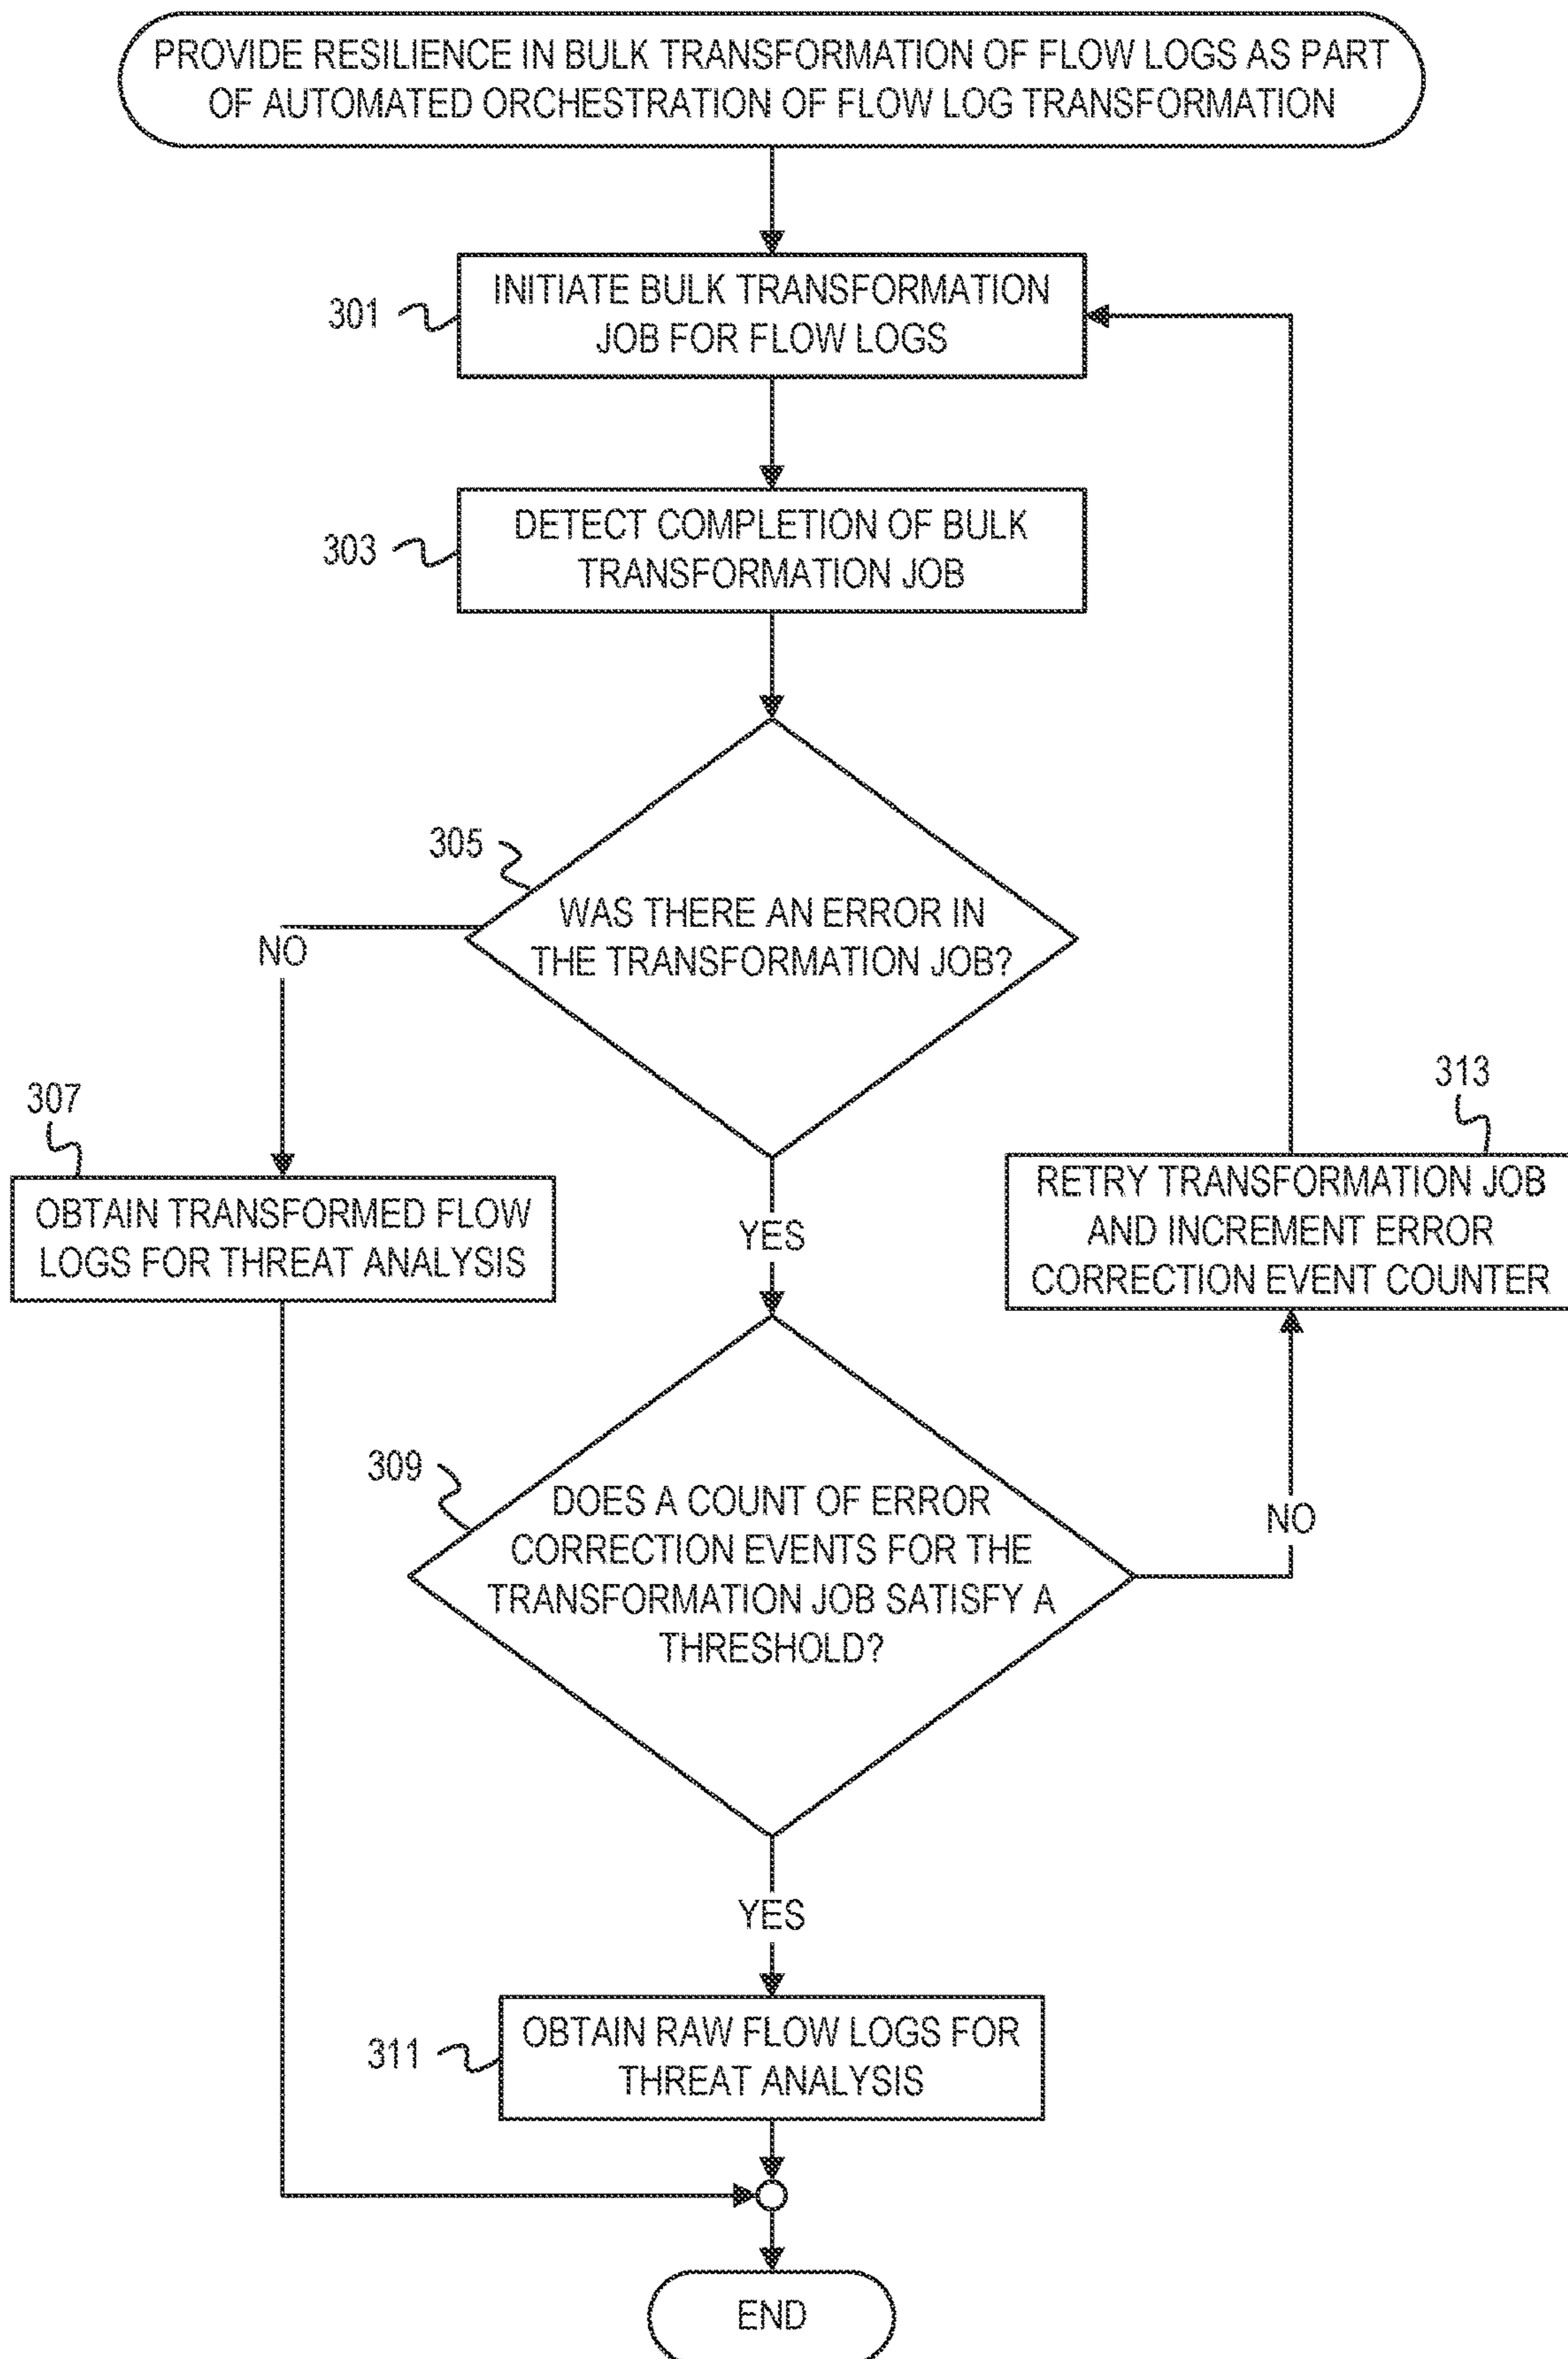 PROVIDE RESILIENCE IN BULK TRANSFORMATION OF FLOW LOGS AS PART
OF AUTOMATED ORCHESTRATION OF FLOW LOG TRANSFORMATION
301
INITIATE BULK TRANSFORMATION
JOB FOR FLOW LOGS
303
DETECT COMPLETION OF BULK
TRANSFORMATION JOB
305
WAS THERE AN ERROR IN
THE TRANSFORMATION JOB?
NO
307
OBTAIN TRANSFORMED FLOW
LOGS FOR THREAT ANALYSIS
YES
313
RETRY TRANSFORMATION JOB
AND INCREMENT ERROR
CORRECTION EVENT COUNTER
309
DOES A COUNT OF ERROR
CORRECTION EVENTS FOR THE
TRANSFORMATION JOB SATISFY A
THRESHOLD?
NO
YES
311
OBTAIN RAW FLOW LOGS FOR
THREAT ANALYSIS
END